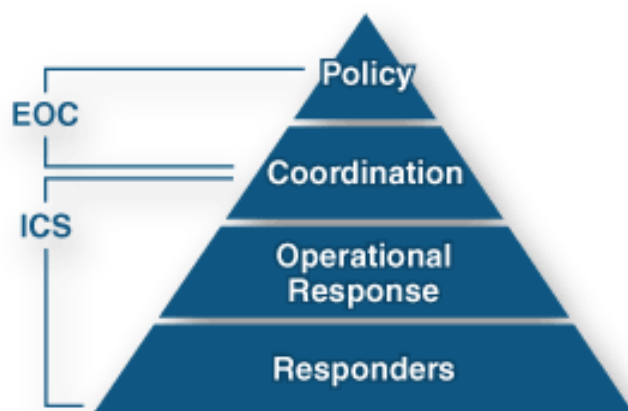 Policy
EOC
Coordination
ICS
Operational
Response
Responders